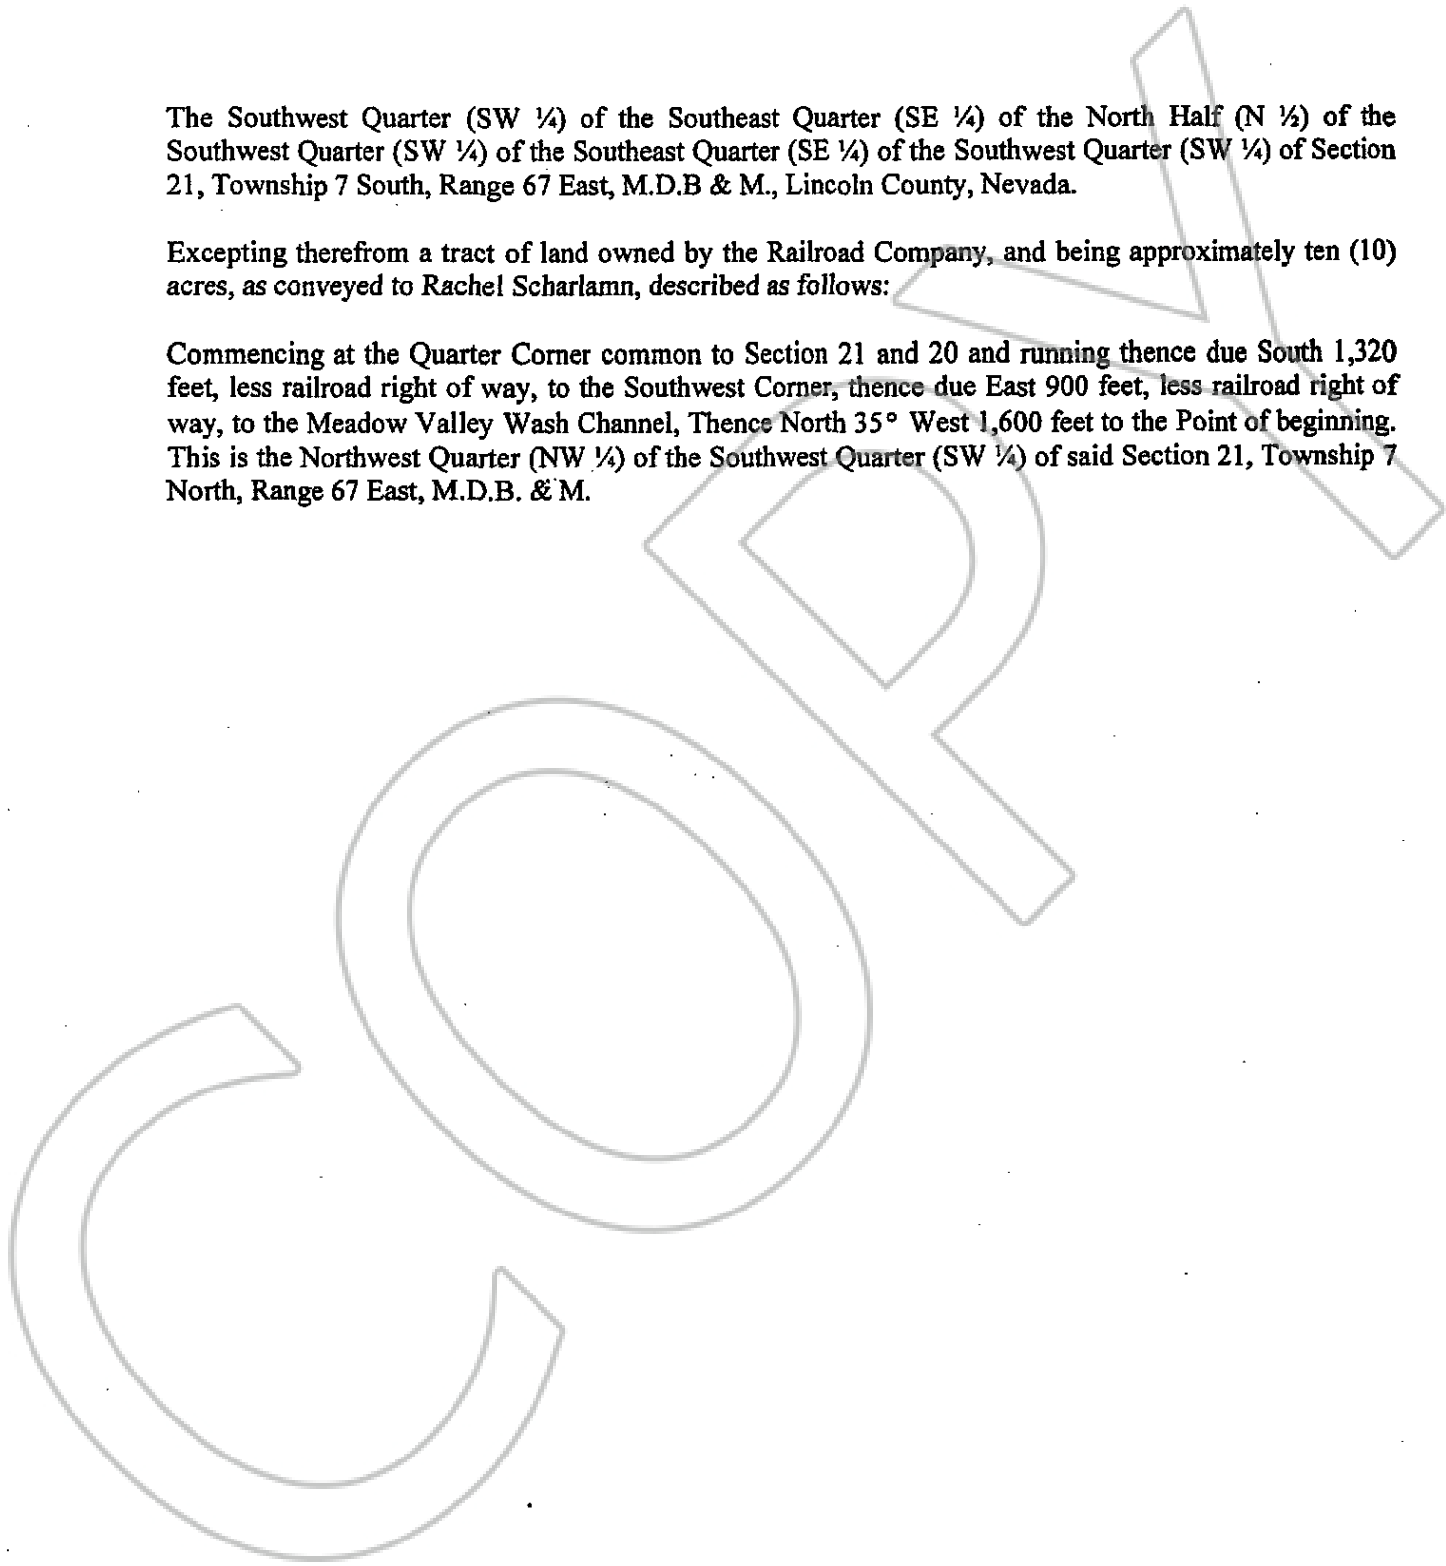 The Southwest Quarter (SW ¼) of the Southeast Quarter (SE ¼) of the North Half (N ½) of the
Southwest Quarter (SW ¼) of the Southeast Quarter (SE ¼) of the Southwest Quarter (SW ¼) of Section
21, Township 7 South, Range 67 East, M.D.B & M., Lincoln County, Nevada.
Excepting therefrom a tract of land owned by the Railroad Company, and being approximately ten (10)
acres, as conveyed to Rachel Scharlamn, described as follows:
Commencing at the Quarter Corner common to Section 21 and 20 and running thence due South 1,320
feet, less railroad right of way, to the Southwest Corner, thence due East 900 feet, less railroad right of
way, to the Meadow Valley Wash Channel, Thence North 35° West 1,600 feet to the Point of beginning.
This is the Northwest Quarter (NW ¼) of the Southwest Quarter (SW ¼) of said Section 21, Township 7
North, Range 67 East, M.D.B. & M.
COPY